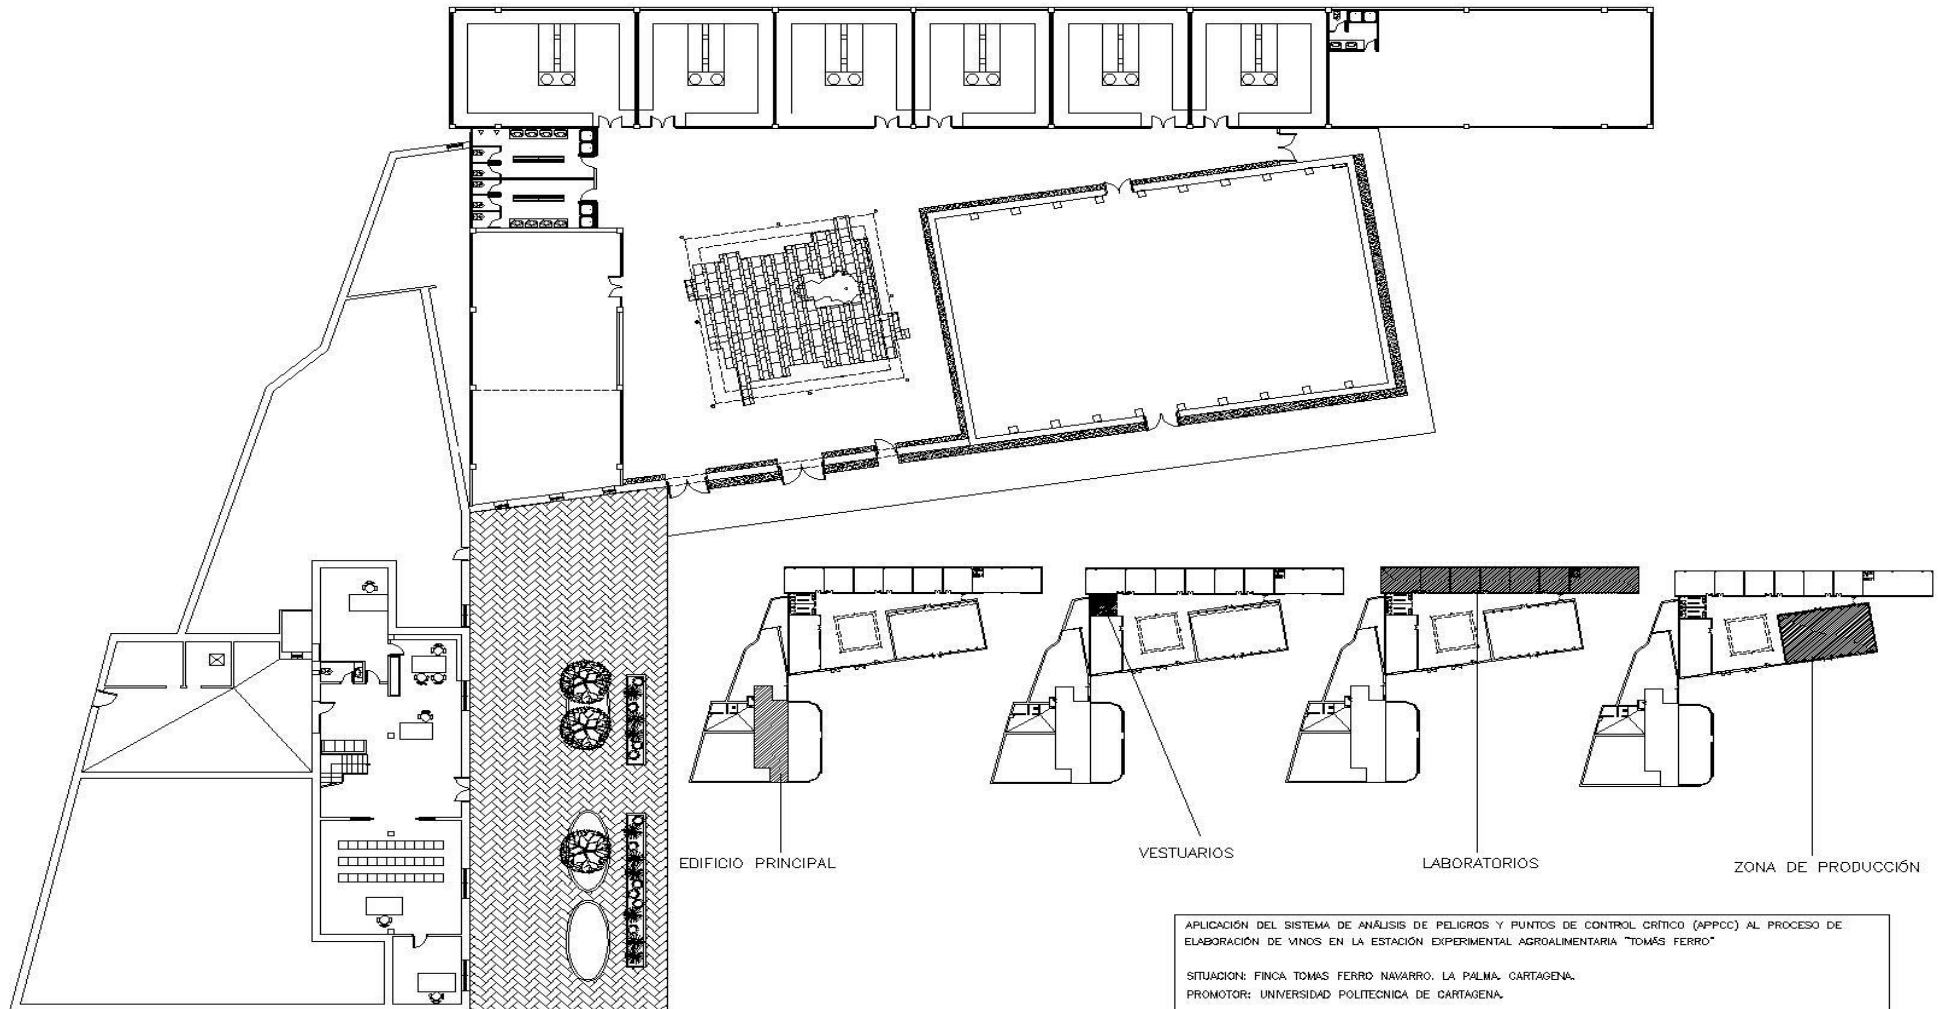 EDIFICIO PRINCIPAL
VESTUARIOS
LABORATORIOS
ZONA DE PRODUCCIÓN
APLICACIÓN DEL SISTEMA DE ANÁLISIS DE PELIGROS Y PUNTOS DE CONTROL CRÍTICO (APPCC) AL PROCESO DE
ELABORACIÓN DE VINOS EN LA ESTACIÓN EXPERIMENTAL AGROALIMENTARIA "TOMÁS FERRO"
SITUACION: FINCA TOMAS FERRO NAVARRO. LA PALMA. CARTAGENA.
PROMOTOR: UNIVERSIDAD POLITECNICA DE CARTAGENA.